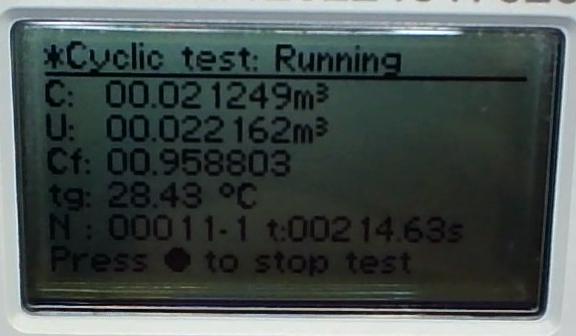 *Cyclic test: Running
C: 00.021249m³
U: 00.022162m³
Cf: 00.958803
tg: 28.43 °C
N : 00011-1 t:00214.63s
Press ● to stop test